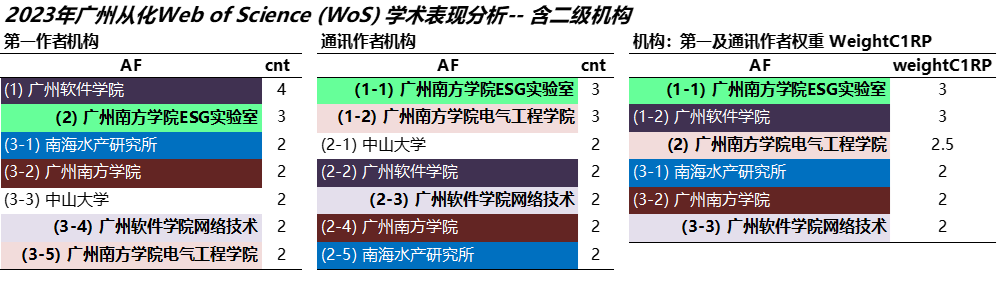 2023年广州从化Web of Science (WoS) 学术表现分析-- 含二级机构
第一作者机构
AF cnt
(1) 广州软件学院 4
(2) 广州南方学院ESG实验室 3
(3-1) 南海水产研究所 2
(3-2) 广州南方学院 2
(3-3) 中山大学 2
(3-4) 广州软件学院网络技术 2
(3-5) 广州南方学院电气工程学院 2
通讯作者机构
AF cnt
(1-1) 广州南方学院ESG实验室 3
(1-2) 广州南方学院电气工程学院 3
(2-1) 中山大学 2
(2-2) 广州软件学院 2
(2-3) 广州软件学院网络技术 2
(2-4) 广州南方学院 2
(2-5) 南海水产研究所 2
机构：第一及通讯作者权重 WeightC1RP
AF weightC1RP
(1-1) 广州南方学院ESG实验室 3
(1-2) 广州软件学院 3
(2) 广州南方学院电气工程学院 2.5
(3-1) 南海水产研究所 2
(3-2) 广州南方学院 2
(3-3) 广州软件学院网络技术 2